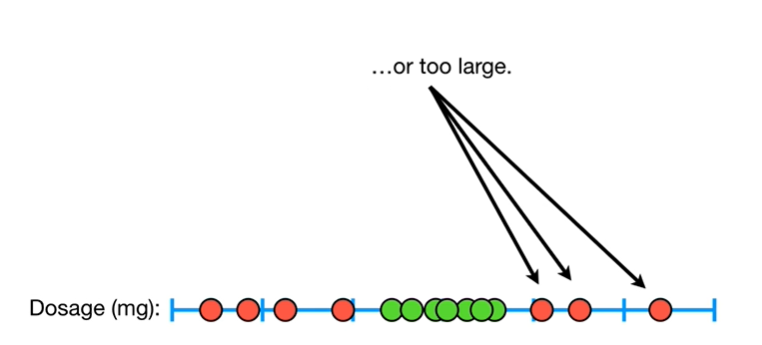 …or too large.
Dosage (mg):